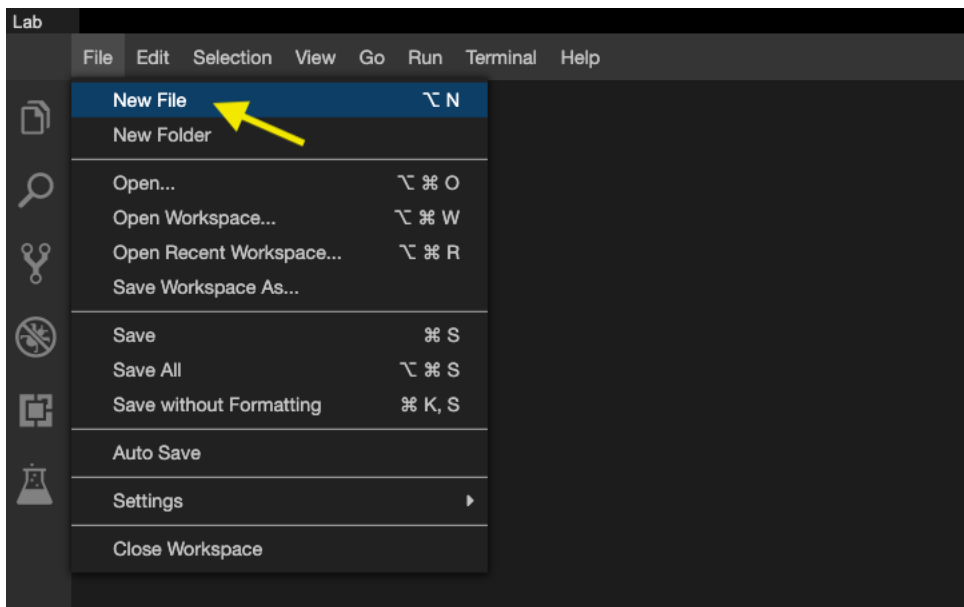 Lab
File Edit Selection View Go Run Terminal Help
New File ⌥ N
New Folder
Open... ⌥ ⌘ O
Open Workspace... ⌥ ⌘ W
Open Recent Workspace... ⌥ ⌘ R
Save Workspace As...
Save ⌘ S
Save All ⌥ ⌘ S
Save without Formatting ⌘ K, S
Auto Save
Settings
Close Workspace